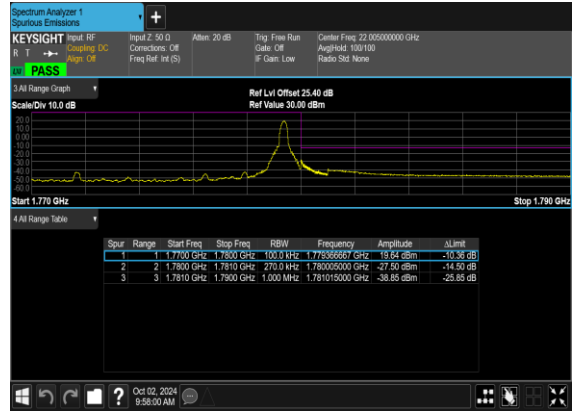 Spectrum Analyzer 1
Spurious Emissions
KEYSIGHT Input: RF Input Z: 50 Ω Atten: 20 dB Trig: Free Run Center Freq: 22.005000000 GHz
R T Coupling: DC Corrections: Off Gate: Off Avg|Hold: 100/100
Align: Off Freq Ref: Int (S) IF Gain: Low Radio Std: None
PASS
3 All Range Graph
Ref Lvl Offset 25.40 dB
Scale/Div 10.0 dB Ref Value 30.00 dBm
20.0
10.0
0.00
-10.0
-20.0
-30.0
-40.0
-50.0
-60.0
Start 1.770 GHz Stop 1.790 GHz
4 All Range Table
Spur Range Start Freq Stop Freq RBW Frequency Amplitude ΔLimit
1 1 1.7700 GHz 1.7800 GHz 100.0 kHz 1.779366667 GHz 19.64 dBm -10.36 dB
2 2 1.7800 GHz 1.7810 GHz 270.0 kHz 1.780005000 GHz -27.50 dBm -14.50 dB
3 3 1.7810 GHz 1.7900 GHz 1.000 MHz 1.781015000 GHz -38.85 dBm -25.85 dB
? Oct 02, 2024
9:58:00 AM